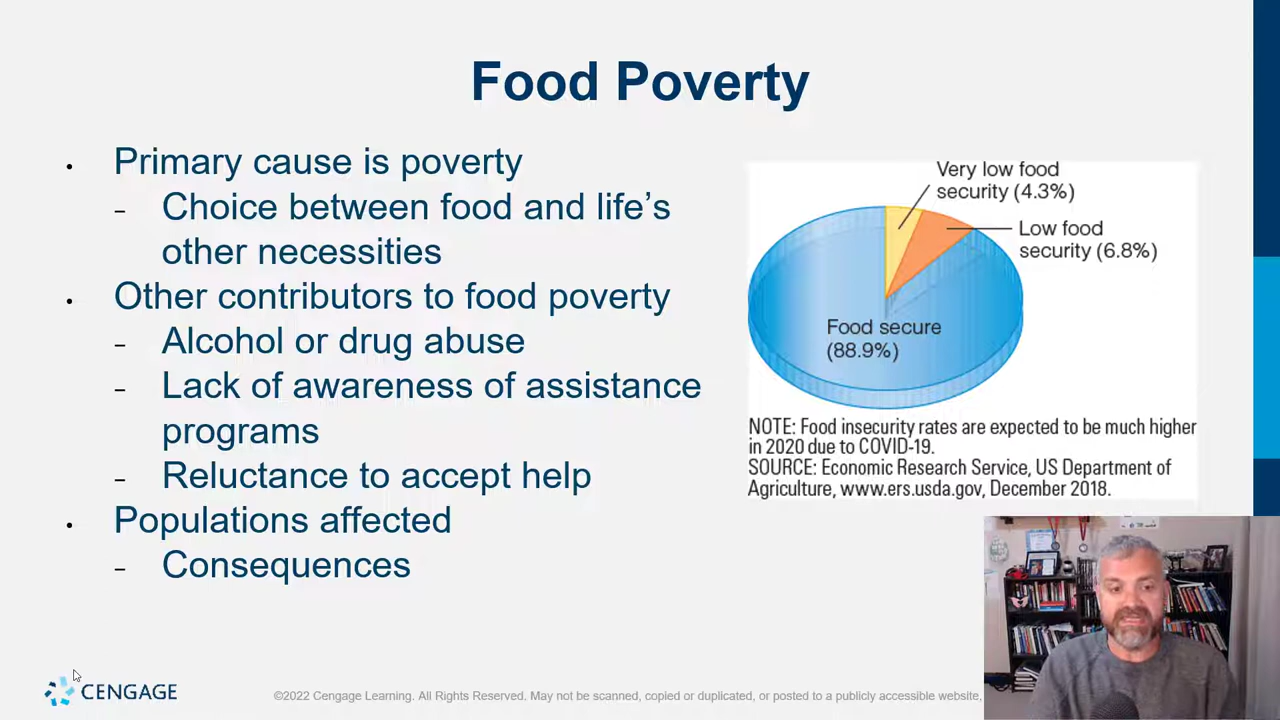 Food Poverty
• Primary cause is poverty
– Choice between food and life’s
other necessities
• Other contributors to food poverty
– Alcohol or drug abuse
– Lack of awareness of assistance
programs
– Reluctance to accept help
• Populations affected
– Consequences
Very low food
security (4.3%)
Low food
security (6.8%)
Food secure
(88.9%)
NOTE: Food insecurity rates are expected to be much higher
in 2020 due to COVID-19.
SOURCE: Economic Research Service, US Department of
Agriculture, www.ers.usda.gov, December 2018.
CENGAGE
©2022 Cengage Learning. All Rights Reserved. May not be scanned, copied or duplicated, or posted to a publicly accessible website,